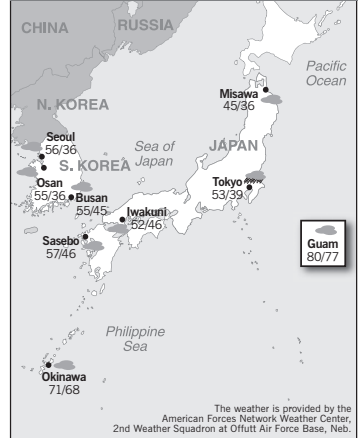 CHINA
RUSSIA
Pacific
Ocean
Misawa
45/36
N. KOREA
Seoul
56/36
Sea of
Japan
JAPAN
S. KOREA
Osan
55/36
Busan
55/45
Tokyo
53/39
Iwakuni
52/46
Sasebo
57/46
Guam
80/77
Philippine
Sea
Okinawa
71/68
The weather is provided by the
American Forces Network Weather Center,
2nd Weather Squadron at Offutt Air Force Base, Neb.